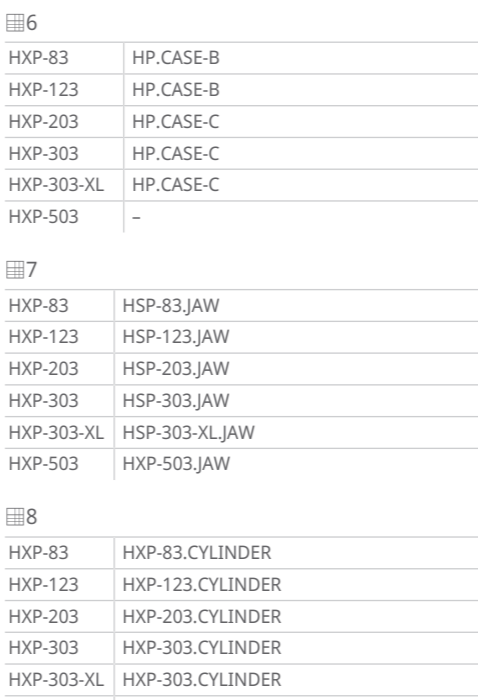 6
HXP-83 HP.CASE-B
HXP-123 HP.CASE-B
HXP-203 HP.CASE-C
HXP-303 HP.CASE-C
HXP-303-XL HP.CASE-C
HXP-503 –
7
HXP-83 HSP-83.JAW
HXP-123 HSP-123.JAW
HXP-203 HSP-203.JAW
HXP-303 HSP-303.JAW
HXP-303-XL HSP-303-XL.JAW
HXP-503 HXP-503.JAW
8
HXP-83 HXP-83.CYLINDER
HXP-123 HXP-123.CYLINDER
HXP-203 HXP-203.CYLINDER
HXP-303 HXP-303.CYLINDER
HXP-303-XL HXP-303.CYLINDER